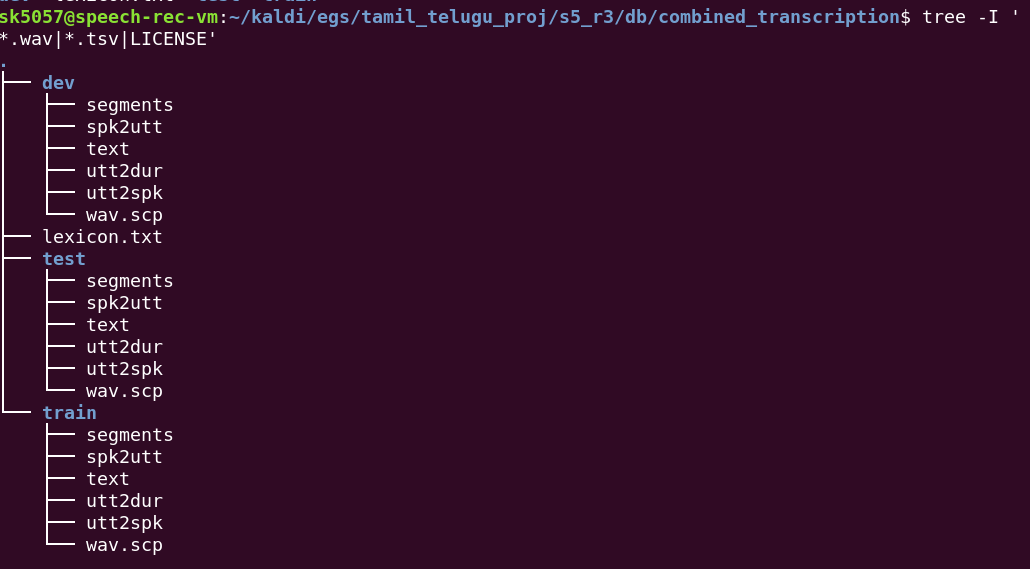 sk5057@speech-rec-vm:~/kaldi/egs/tamil_telugu_proj/s5_r3/db/combined_transcription$ tree -I '
*.wav|*.tsv|LICENSE'
.
├── dev
│   ├── segments
│   ├── spk2utt
│   ├── text
│   ├── utt2dur
│   ├── utt2spk
│   └── wav.scp
├── lexicon.txt
├── test
│   ├── segments
│   ├── spk2utt
│   ├── text
│   ├── utt2dur
│   ├── utt2spk
│   └── wav.scp
└── train
    ├── segments
    ├── spk2utt
    ├── text
    ├── utt2dur
    ├── utt2spk
    └── wav.scp